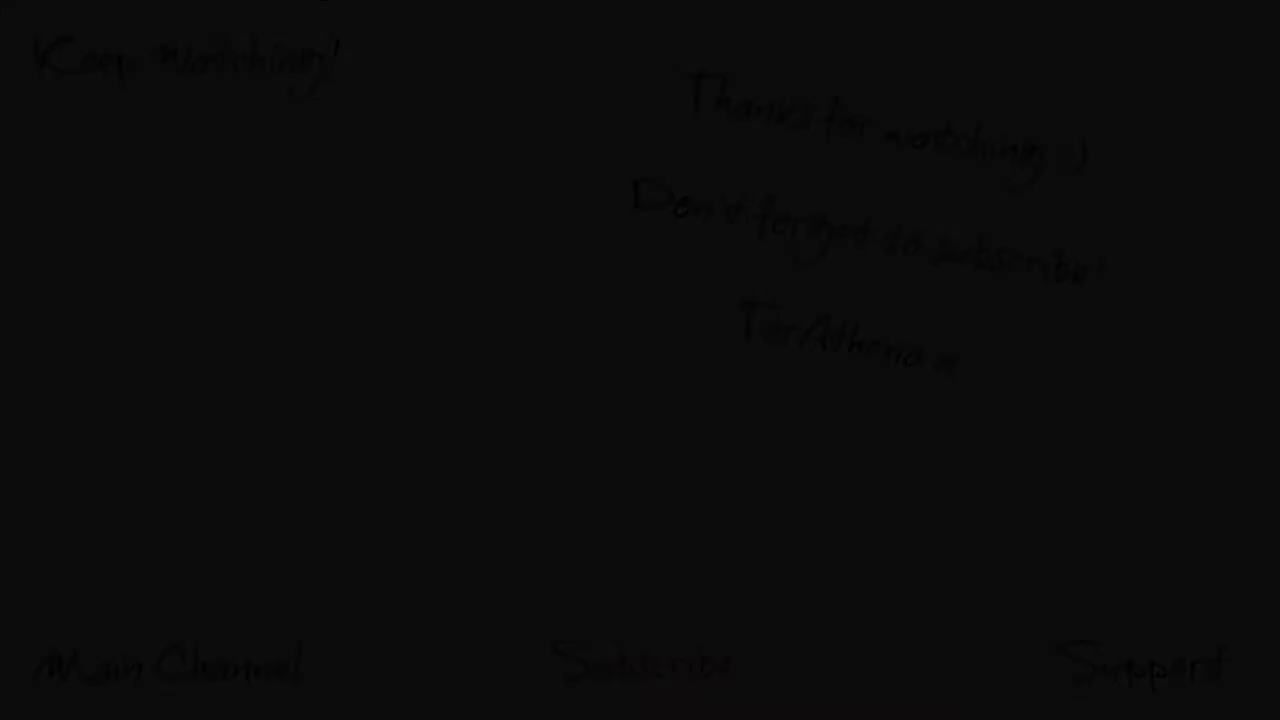 Keep Watching!
Thanks for watching :)
Don't forget to subscribe!
Main Channel
Subscribe
Support